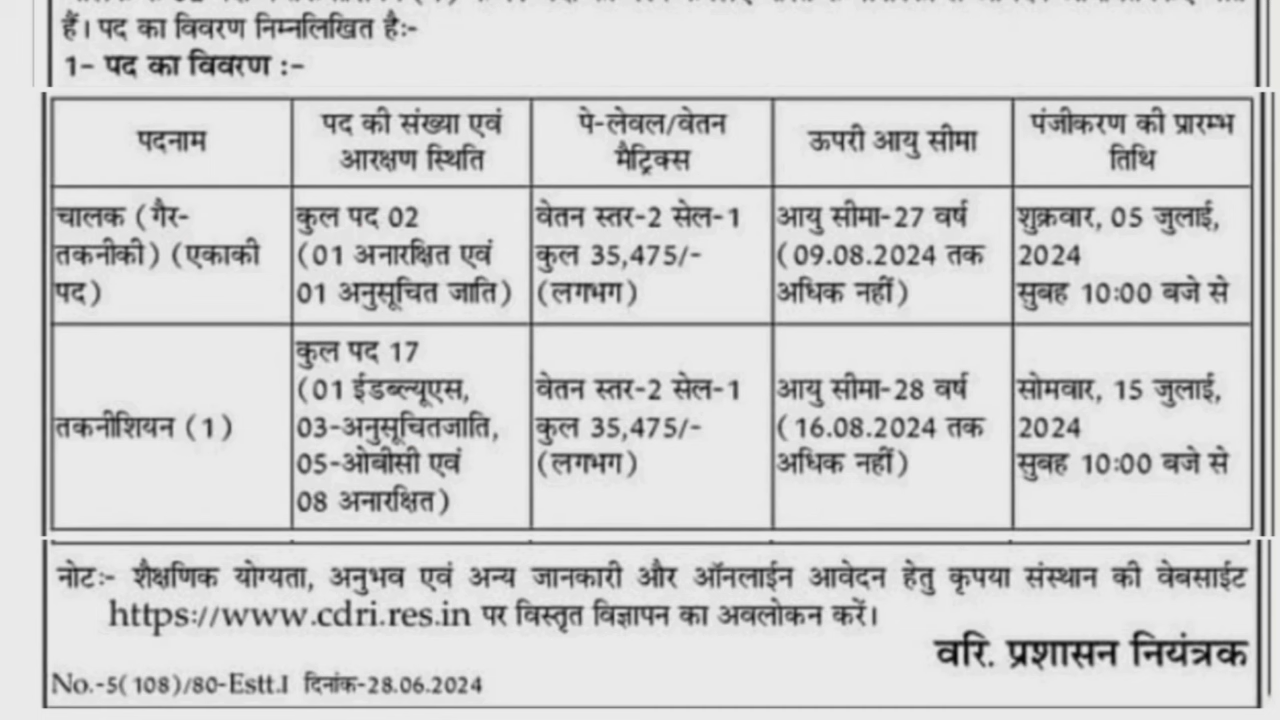 हैं। पद का विवरण निम्नलिखित है:-
1- पद का विवरण :-
पदनाम
पद की संख्या एवं
आरक्षण स्थिति
पे-लेवल/वेतन
मैट्रिक्स
ऊपरी आयु सीमा
पंजीकरण की प्रारम्भ
तिथि
चालक (गैर-
तकनीकी) (एकाकी
पद)
कुल पद 02
(01 अनारक्षित एवं
01 अनुसूचित जाति)
वेतन स्तर-2 सेल-1
कुल 35,475/-
(लगभग)
आयु सीमा-27 वर्ष
(09.08.2024 तक
अधिक नहीं)
शुक्रवार, 05 जुलाई,
2024
सुबह 10:00 बजे से
तकनीशियन (1)
कुल पद 17
(01 ईडब्ल्यूएस,
03-अनुसूचितजाति,
05-ओबीसी एवं
08 अनारक्षित)
वेतन स्तर-2 सेल-1
कुल 35,475/-
(लगभग)
आयु सीमा-28 वर्ष
(16.08.2024 तक
अधिक नहीं)
सोमवार, 15 जुलाई,
2024
सुबह 10:00 बजे से
नोट:- शैक्षणिक योग्यता, अनुभव एवं अन्य जानकारी और ऑनलाईन आवेदन हेतु कृपया संस्थान की वेबसाईट
https://www.cdri.res.in पर विस्तृत विज्ञापन का अवलोकन करें।
वरि. प्रशासन नियंत्रक
No.-5(108)/80-Estt.I दिनांक-28.06.2024